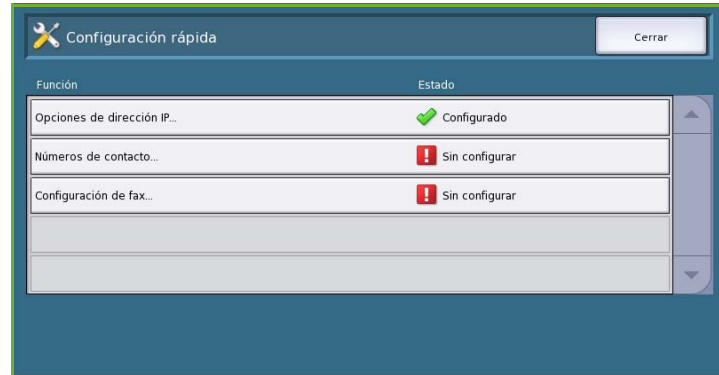 Configuración rápida
Cerrar
Función Estado
Opciones de dirección IP... Configurado
Números de contacto... Sin configurar
Configuración de fax... Sin configurar